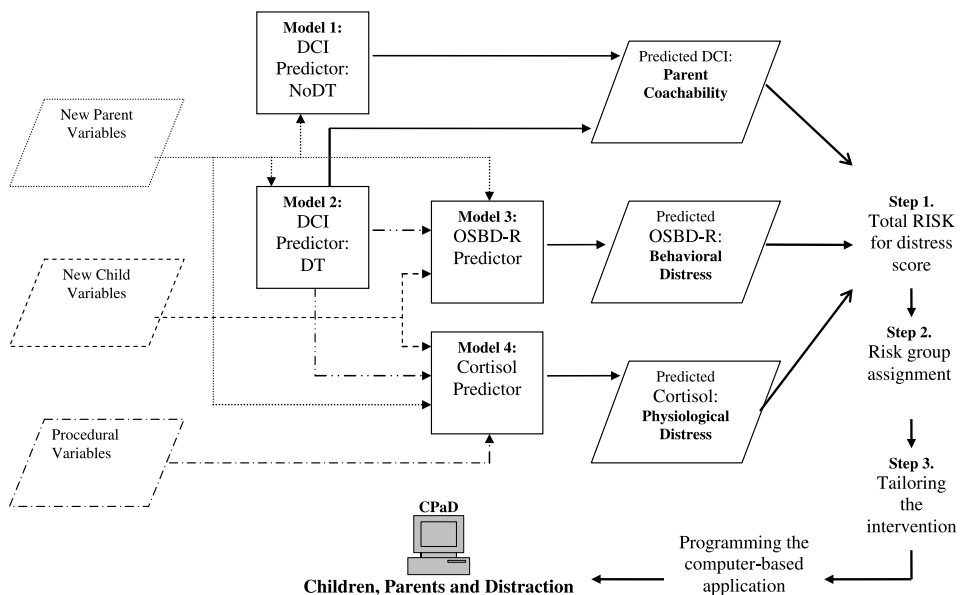 New Parent
Variables
New Child
Variables
Procedural
Variables
Model 1:
DCI
Predictor:
NoDT
Model 2:
DCI
Predictor:
DT
Model 3:
OSBD-R
Predictor
Model 4:
Cortisol
Predictor
Predicted DCI:
Parent
Coachability
Predicted
OSBD-R:
Behavioral
Distress
Predicted
Cortisol:
Physiological
Distress
Step 1.
Total RISK
for distress
score
Step 2.
Risk group
assignment
Step 3.
Tailoring
the
intervention
Programming the
computer-based
application
CPaD
Children, Parents and Distraction